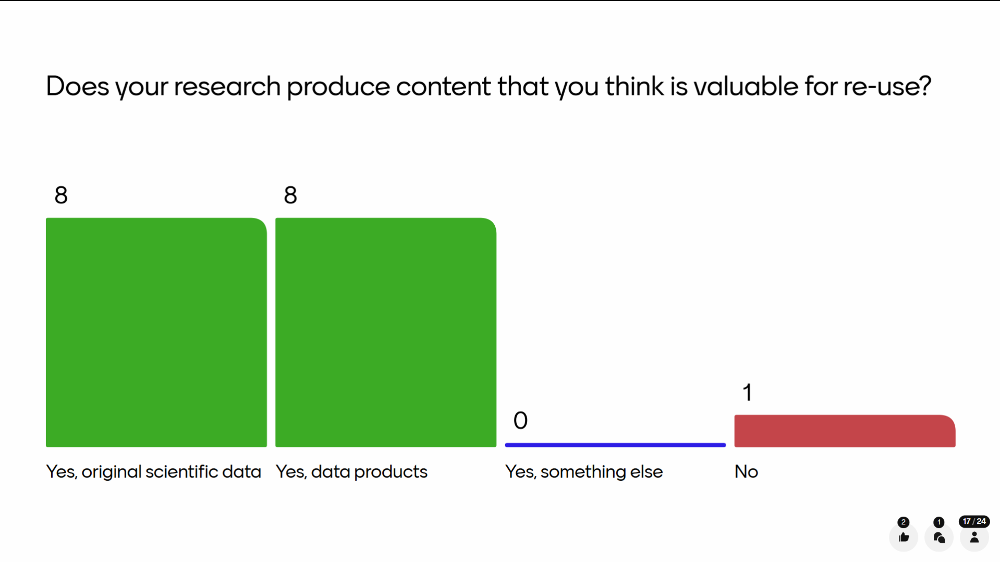 Does your research produce content that you think is valuable for re-use?
8
8
0
1
Yes, original scientific data
Yes, data products
Yes, something else
No
2
1
17 / 24